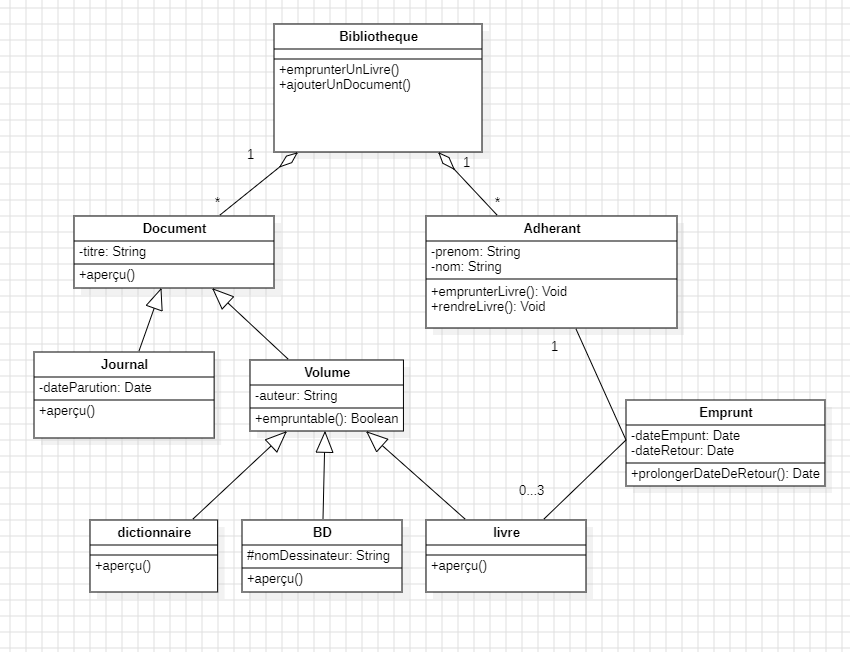 Bibliotheque
+emprunterUnLivre()
+ajouterUnDocument()
1
1
*
*
Document
-titre: String
+aperçu()
Adherant
-prenom: String
-nom: String
+emprunterLivre(): Void
+rendreLivre(): Void
1
Journal
-dateParution: Date
+aperçu()
Volume
-auteur: String
+empruntable(): Boolean
Emprunt
-dateEmpunt: Date
-dateRetour: Date
+prolongerDateDeRetour(): Date
0...3
dictionnaire
+aperçu()
BD
#nomDessinateur: String
+aperçu()
livre
+aperçu()